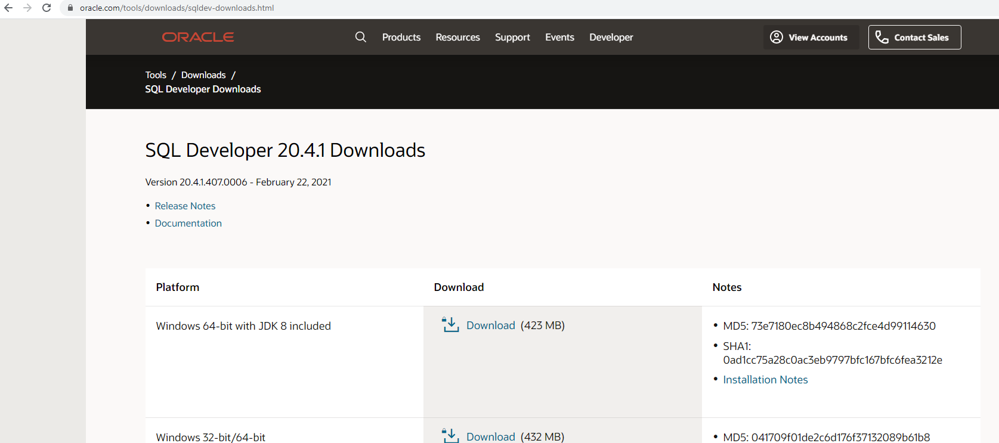 oracle.com/tools/downloads/sqldev-downloads.html
ORACLE Products Resources Support Events Developer View Accounts Contact Sales
Tools / Downloads /
SQL Developer Downloads
SQL Developer 20.4.1 Downloads
Version 20.4.1.407.0006 - February 22, 2021
• Release Notes
• Documentation
Platform Download Notes
Windows 64-bit with JDK 8 included Download (423 MB) • MD5: 73e7180ec8b494868c2fce4d99114630
• SHA1:
0ad1cc75a28c0ac3eb9797bfc167bfc6fea3212e
• Installation Notes
Windows 32-bit/64-bit Download (432 MB) • MD5: 041709f01de2c6d176f37132089b61b8